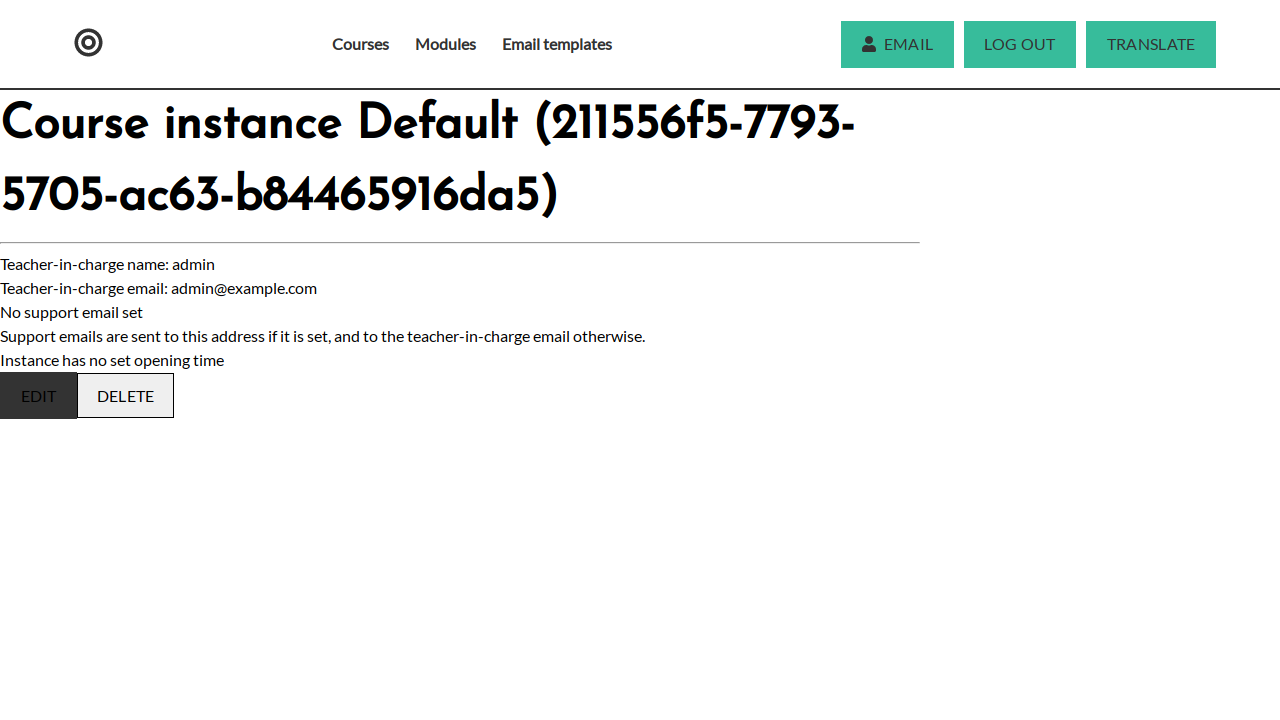 Courses Modules Email templates EMAIL LOG OUT TRANSLATE
Course instance Default (211556f5-7793-
5705-ac63-b84465916da5)
Teacher-in-charge name: admin
Teacher-in-charge email: admin@example.com
No support email set
Support emails are sent to this address if it is set, and to the teacher-in-charge email otherwise.
Instance has no set opening time
EDIT DELETE